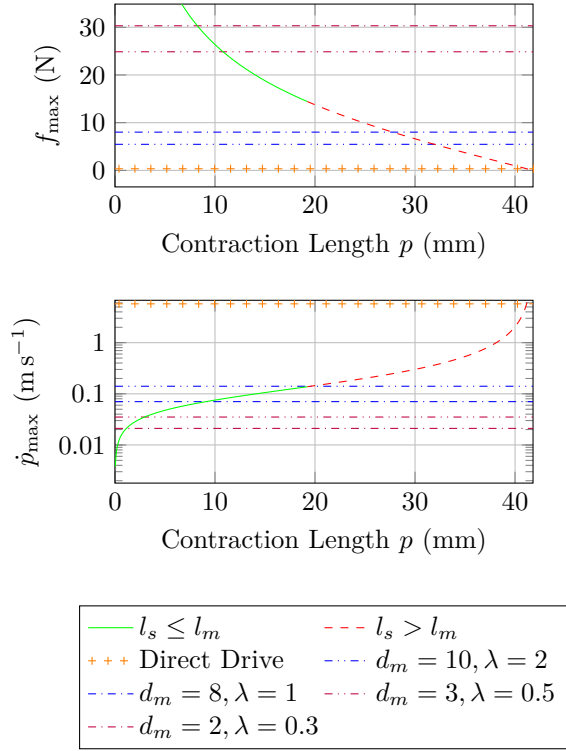 30
20
10
0
f_max (N)
0 10 20 30 40
Contraction Length p (mm)
1
0.1
0.01
ṗ_max (m s⁻¹)
0 10 20 30 40
Contraction Length p (mm)
l_s ≤ l_m l_s > l_m
Direct Drive d_m = 10, λ = 2
d_m = 8, λ = 1 d_m = 3, λ = 0.5
d_m = 2, λ = 0.3